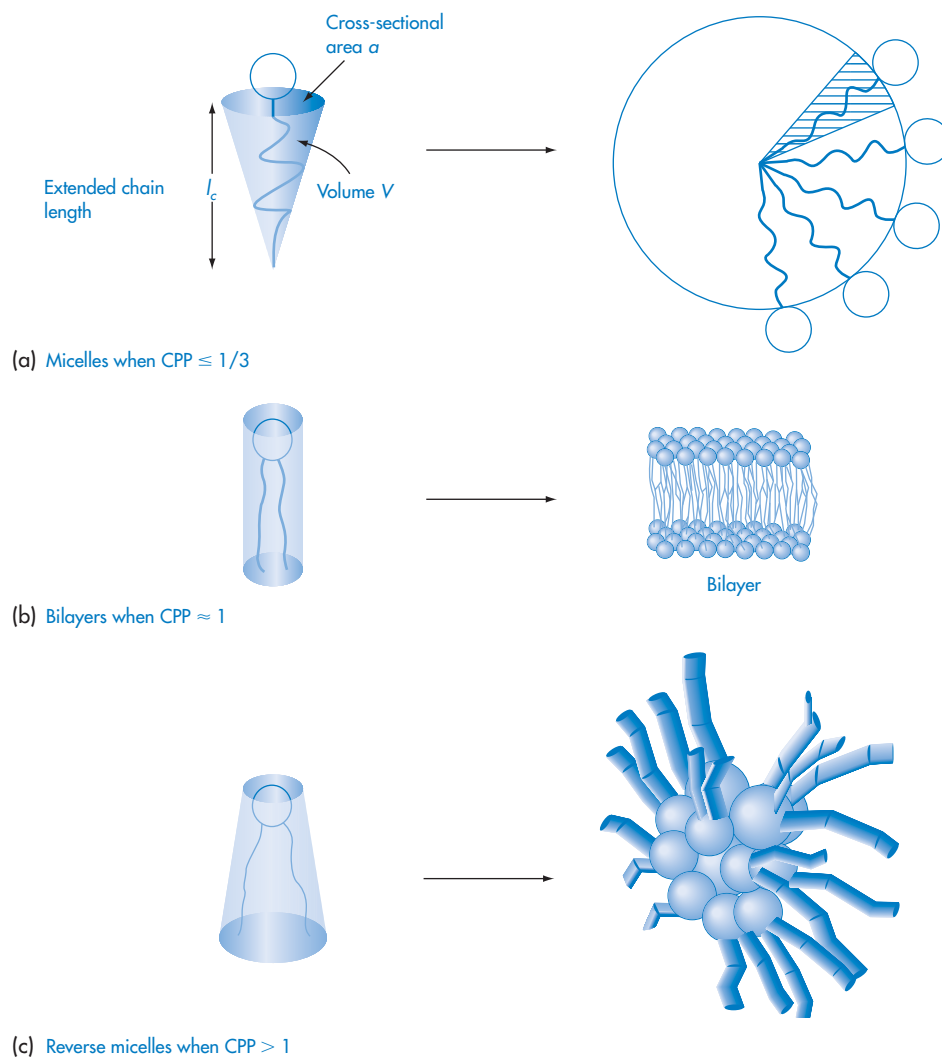 Cross-sectional
area a
Extended chain
length
lc
Volume V
(a) Micelles when CPP ≤ 1/3
Bilayer
(b) Bilayers when CPP ≈ 1
(c) Reverse micelles when CPP > 1